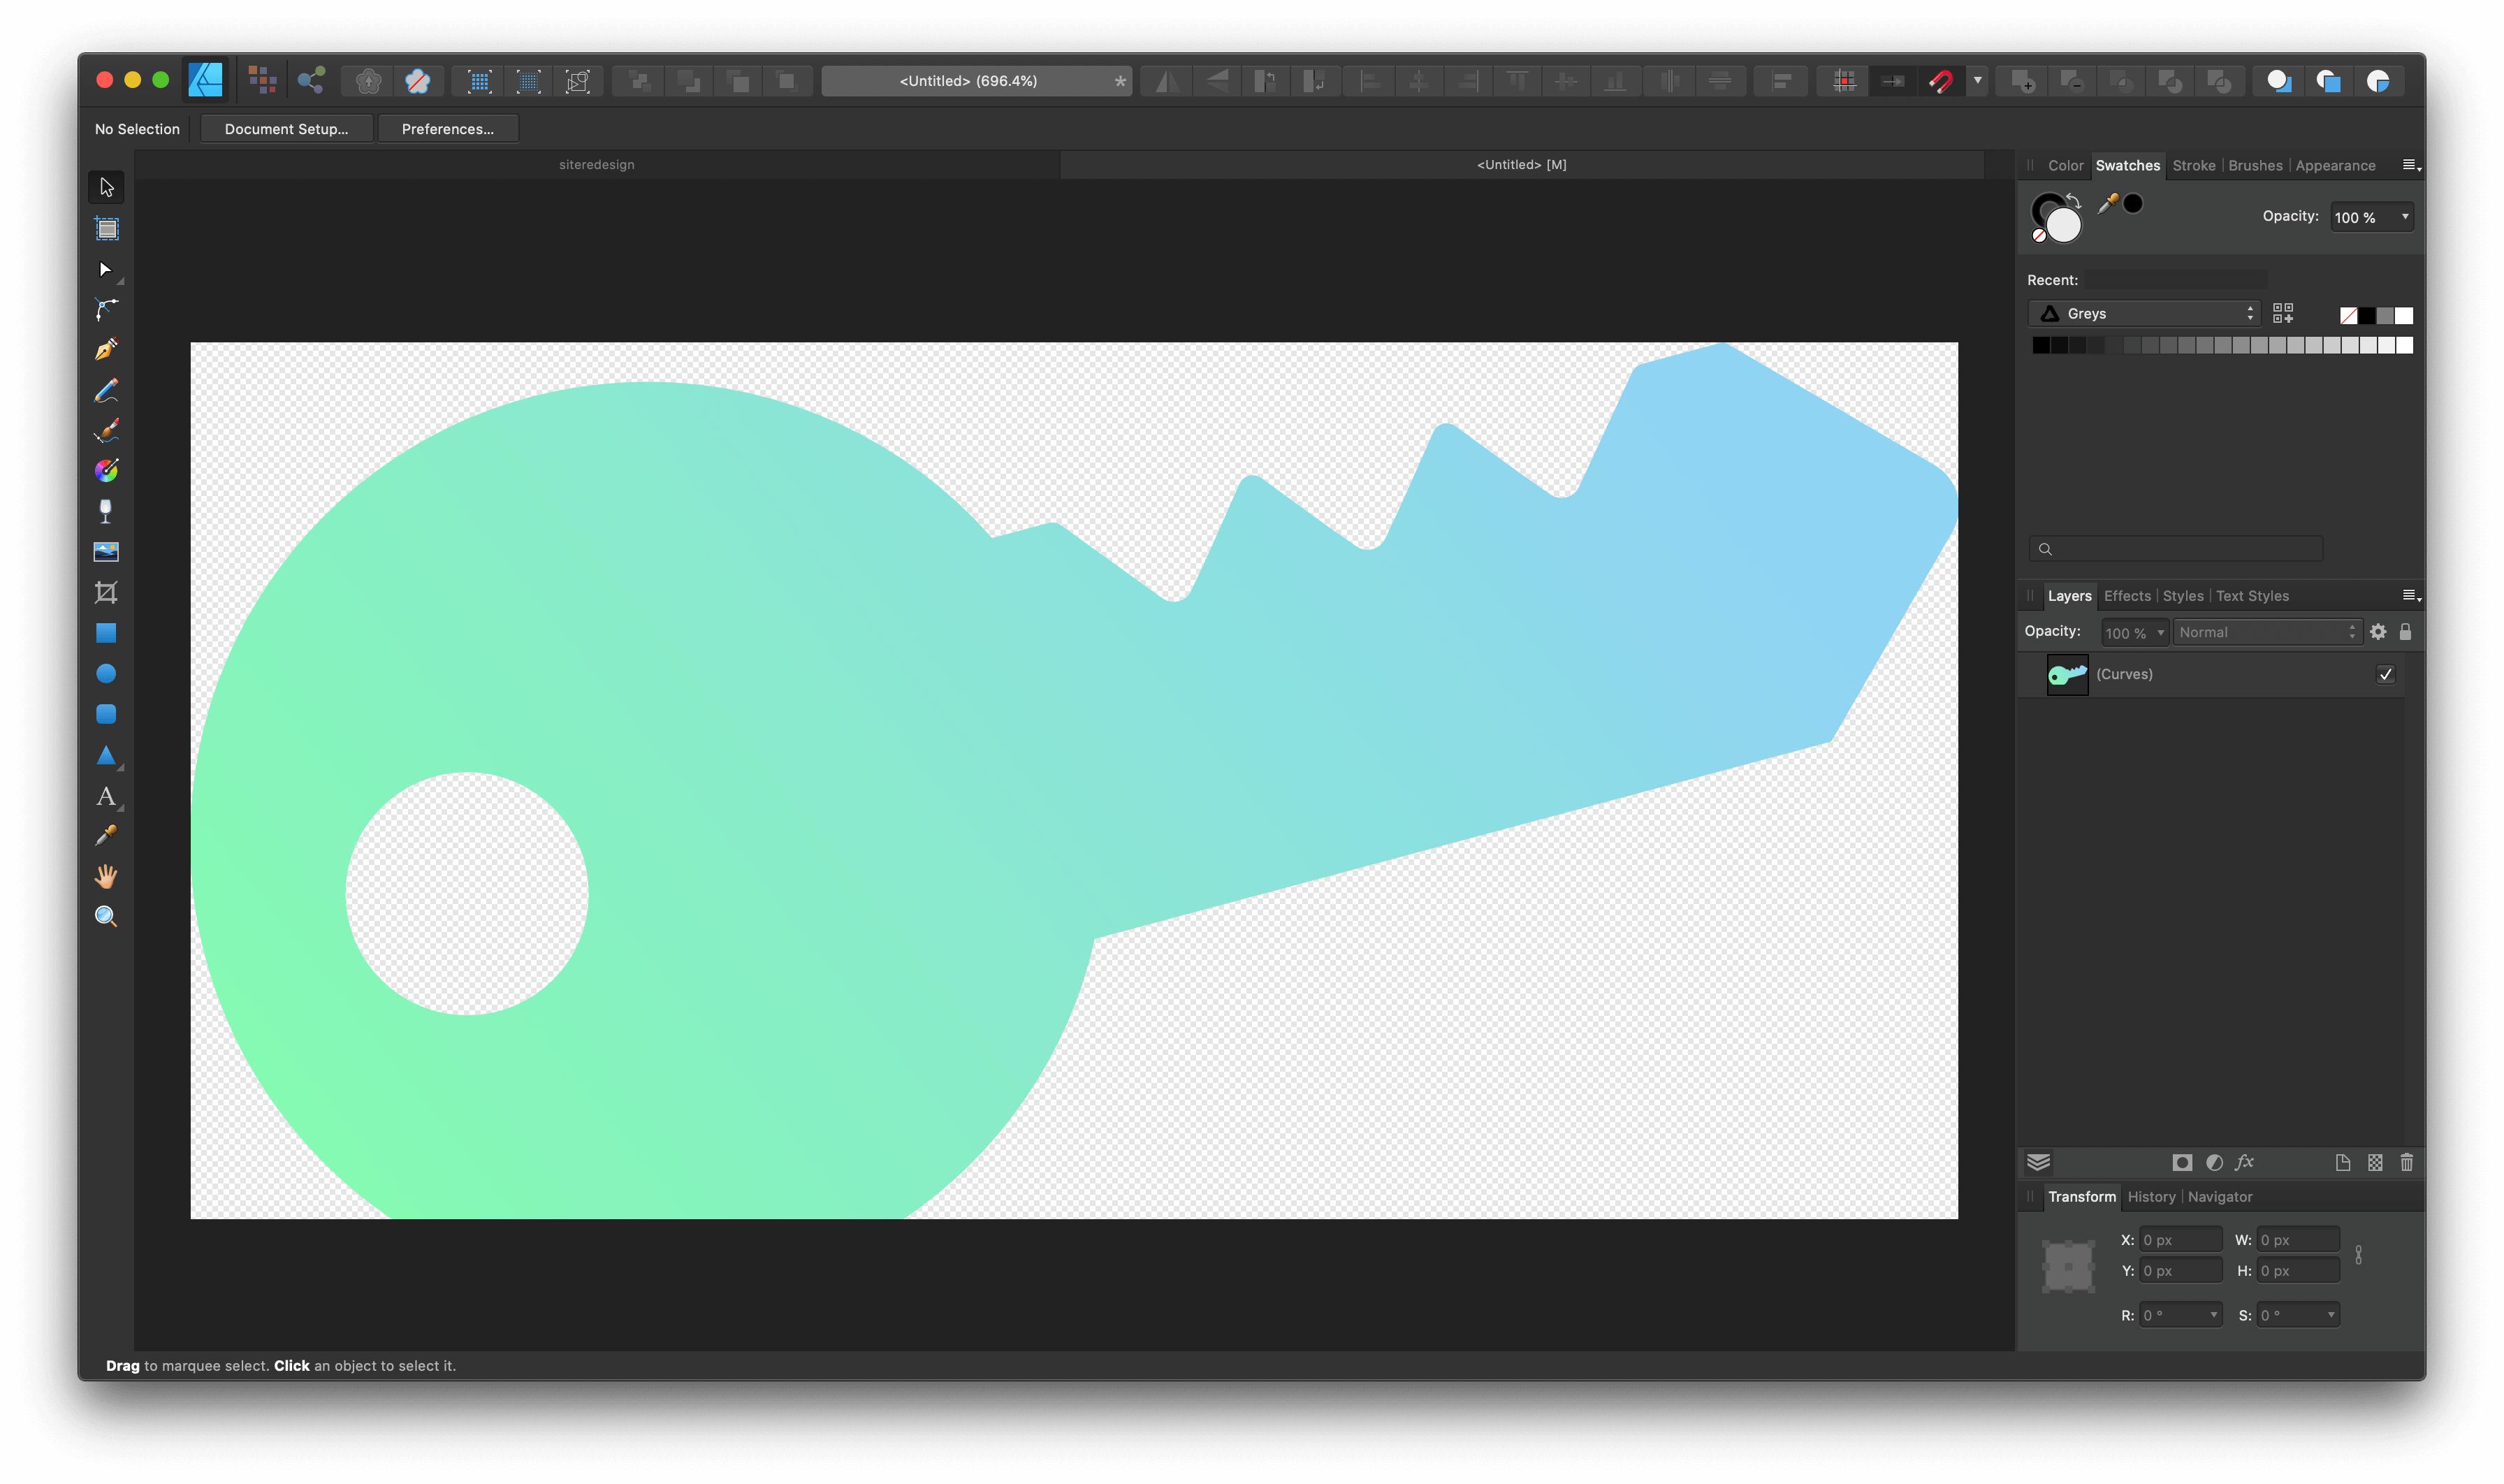 <Untitled> (696.4%)
*
No Selection
Document Setup...
Preferences...
siteredesign
<Untitled> [M]
Color
Swatches
Stroke
Brushes
Appearance
Opacity:
100 %
Recent:
Greys
Layers
Effects
Styles
Text Styles
Opacity:
100 %
Normal
(Curves)
A
fx
Transform
History
Navigator
X: 0 px W: 0 px
Y: 0 px H: 0 px
R: 0 ° S: 0 °
Drag to marquee select. Click an object to select it.